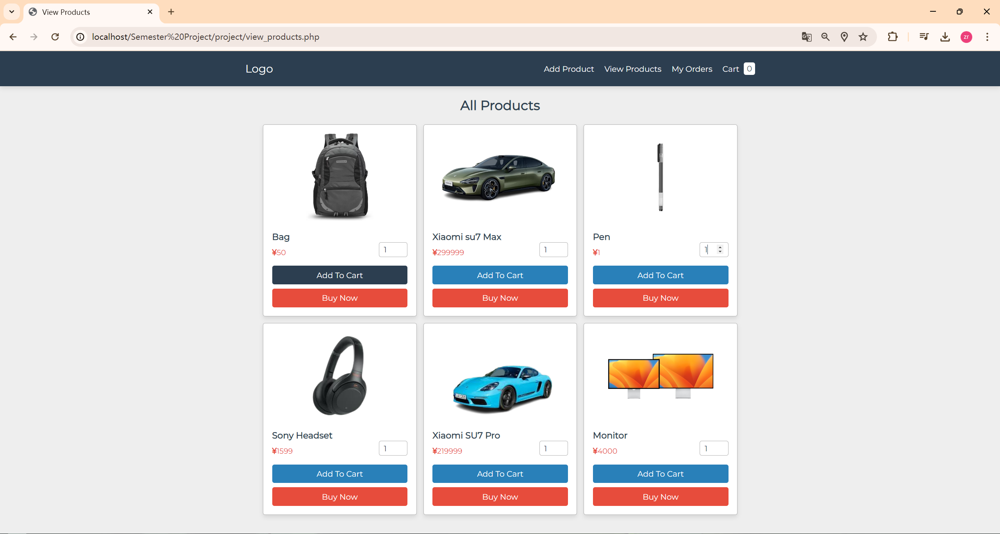 View Products
localhost/Semester%20Project/project/view_products.php
zr
Logo
Add Product View Products My Orders Cart 0
All Products
Bag
¥50 1
Add To Cart
Buy Now
Xiaomi su7 Max
¥299999 1
Add To Cart
Buy Now
Pen
¥1 1
Add To Cart
Buy Now
Sony Headset
¥1599 1
Add To Cart
Buy Now
Xiaomi SU7 Pro
¥219999 1
Add To Cart
Buy Now
Monitor
¥4000 1
Add To Cart
Buy Now